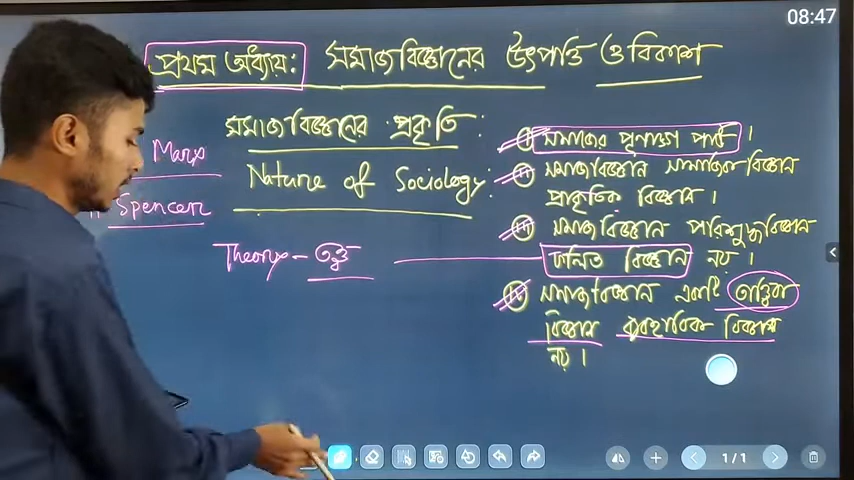 08:47
প্রথম অধ্যায়: সমাজবিজ্ঞানের উৎপত্তি ও বিকাশ
সমাজবিজ্ঞানের প্রকৃতি:
Nature of Sociology:
Marx
Spencer
Theory - তত্ত্ব
সমাজের পূর্ণাঙ্গ পাঠ।
সমাজবিজ্ঞান সামাজিক বিজ্ঞান
প্রাকৃতিক বিজ্ঞান।
সমাজবিজ্ঞান পরিশুদ্ধ বিজ্ঞান
ফলিত বিজ্ঞান নয়।
সমাজবিজ্ঞান একটি তাত্ত্বিক
বিজ্ঞান ব্যবহারিক বিজ্ঞান
নয়।
1/1